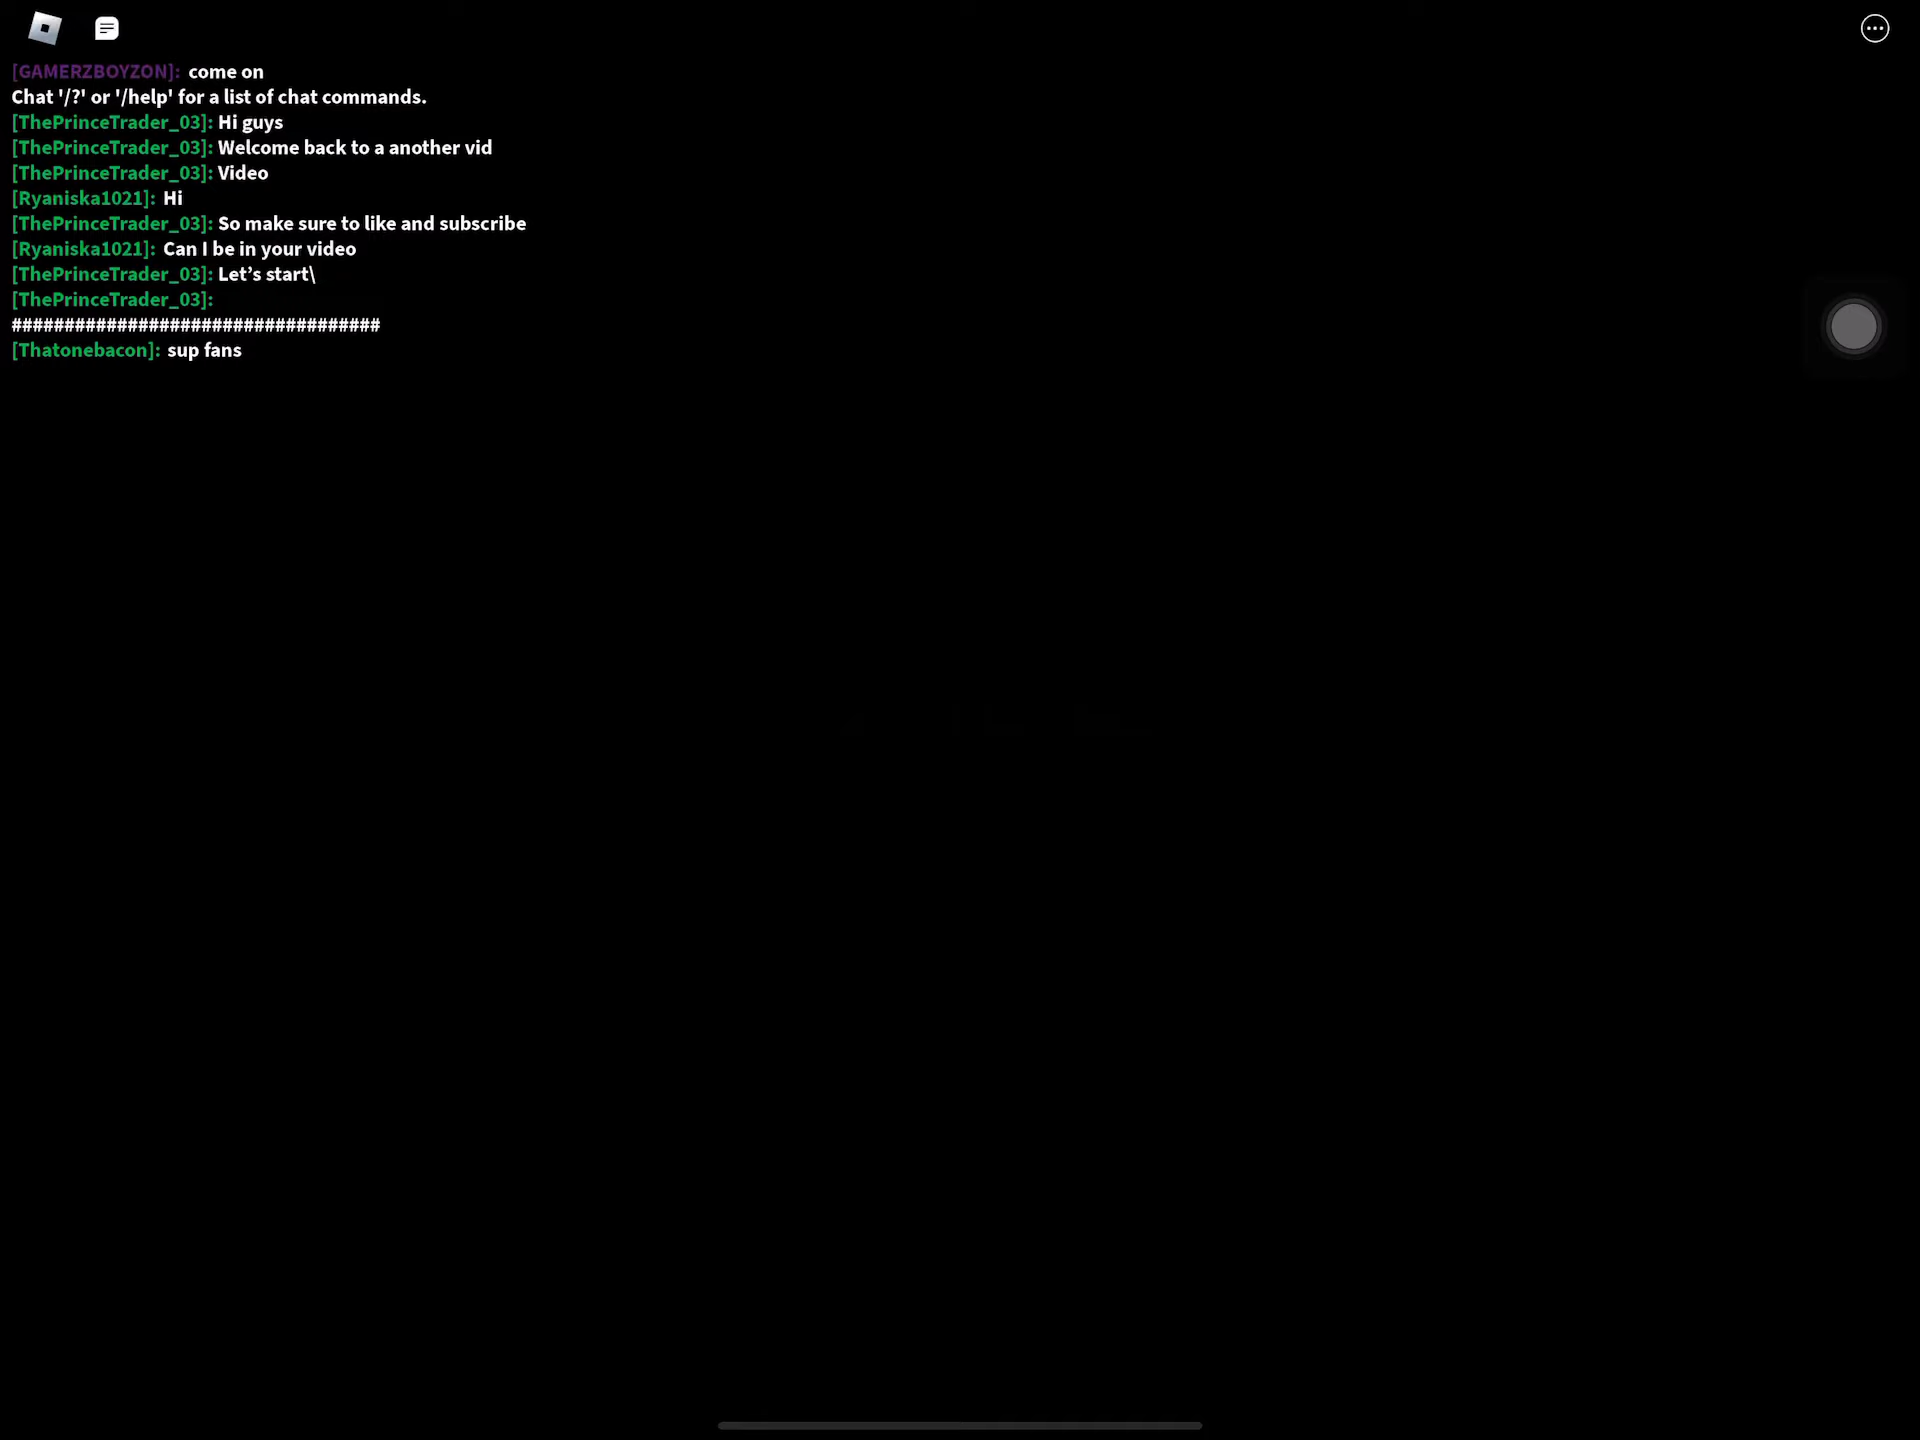 [GAMERZBOYZON]: come on
Chat '/?' or '/help' for a list of chat commands.
[ThePrinceTrader_03]: Hi guys
[ThePrinceTrader_03]: Welcome back to a another vid
[ThePrinceTrader_03]: Video
[Ryaniska1021]: Hi
[ThePrinceTrader_03]: So make sure to like and subscribe
[Ryaniska1021]: Can I be in your video
[ThePrinceTrader_03]: Let’s start\
[ThePrinceTrader_03]:
###################################
[Thatonebacon]: sup fans